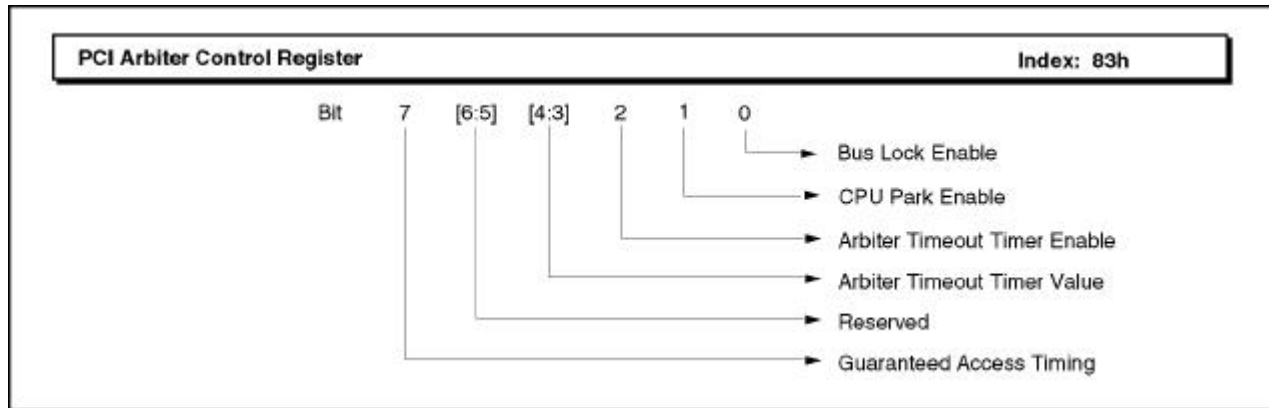 PCI Arbiter Control Register Index: 83h
Bit 7 [6:5] [4:3] 2 1 0
Bus Lock Enable
CPU Park Enable
Arbiter Timeout Timer Enable
Arbiter Timeout Timer Value
Reserved
Guaranteed Access Timing